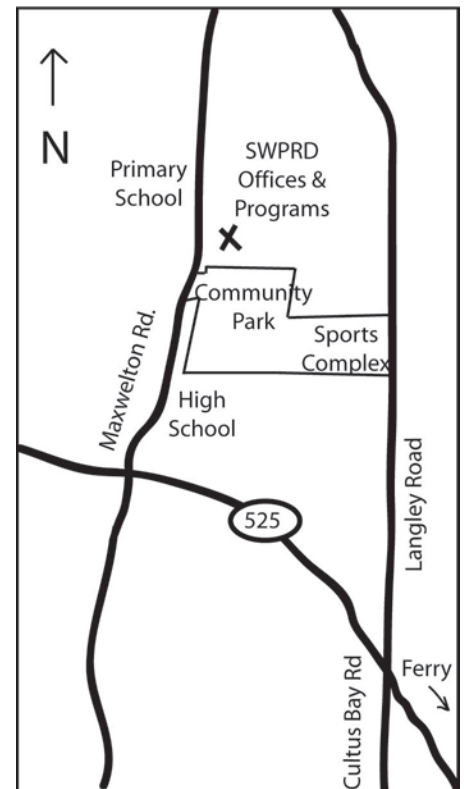 N
Primary
School
SWPRD
Offices &
Programs
X
Community
Park
Sports
Complex
Maxwelton Rd.
High
School
525
Langley Road
Ferry
Cultus Bay Rd